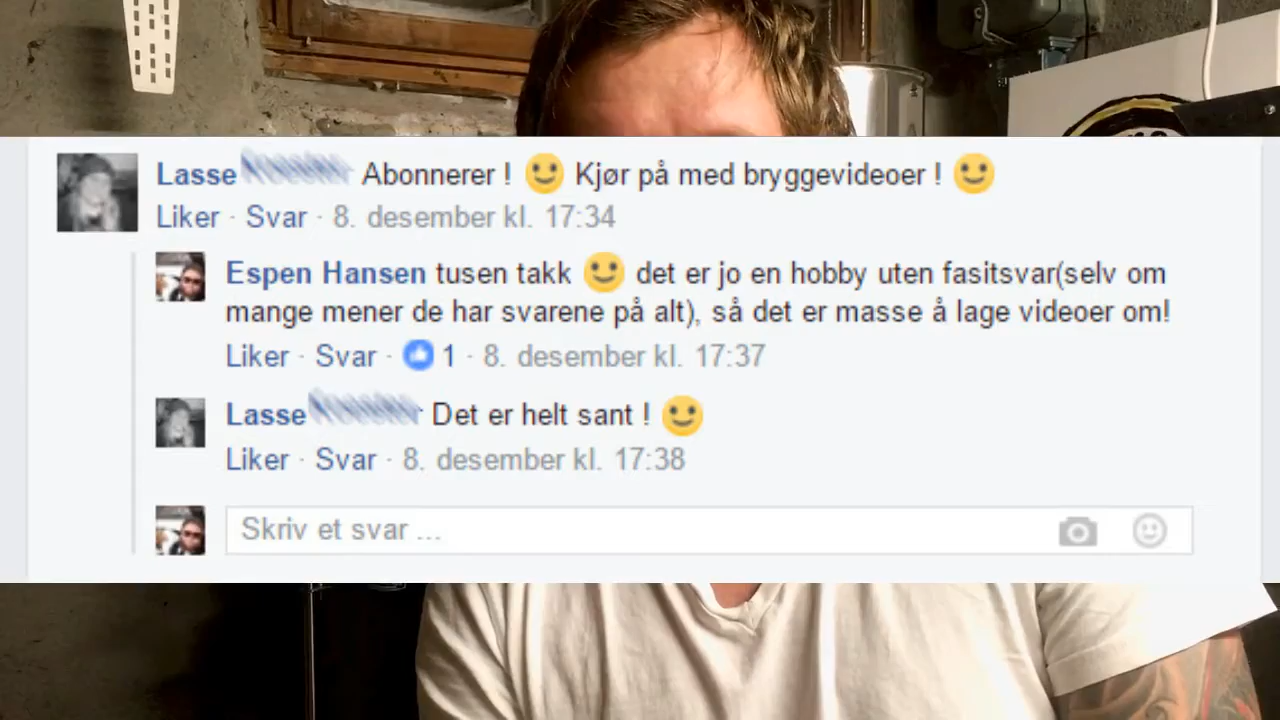 Lasse Abonnerer ! 🙂 Kjør på med bryggevideoer ! 🙂
Liker · Svar · 8. desember kl. 17:34
Espen Hansen tusen takk 🙂 det er jo en hobby uten fasitsvar(selv om
mange mener de har svarene på alt), så det er masse å lage videoer om!
Liker · Svar · 1 · 8. desember kl. 17:37
Lasse Det er helt sant ! 🙂
Liker · Svar · 8. desember kl. 17:38
Skriv et svar ...